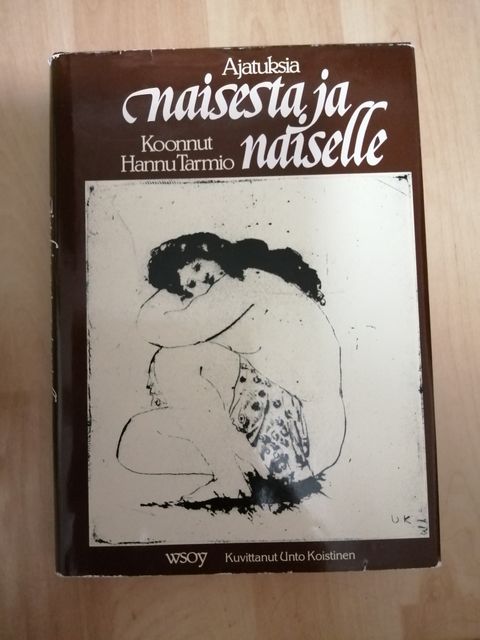 Ajatuksia
naisesta ja
Koonnut
Hannu Tarmio
naiselle
UK
wsoy
Kuvittanut Unto Koistinen